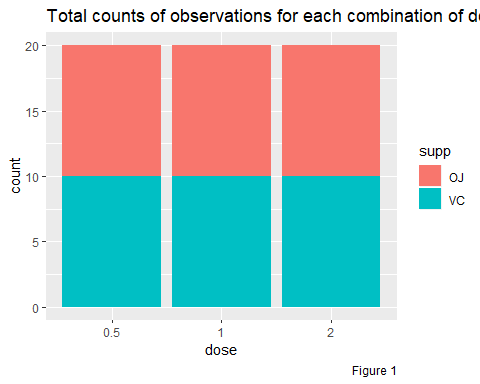 Total counts of observations for each combination of
20
15
10
5
0
count
0.5 1 2
dose
supp
OJ
VC
Figure 1